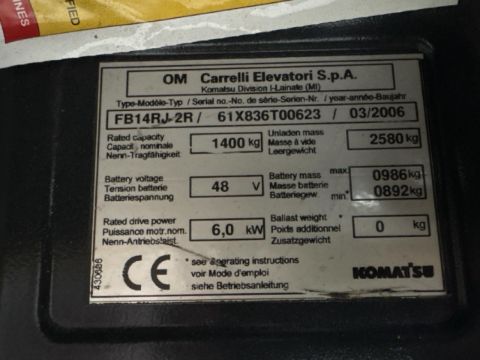 INES
FIED
OM Carrelli Elevatori S.p.A.
Komatsu Division I-Lainate (MI)
Type-Modèle-Typ / Serial no.-No. de série-Serien-Nr. / year-année-Baujahr
FB14RJ-2R / 61X836T00623 / 03/2006
Rated capacity
Capacit. nominale
Nenn-Tragfähigkeit
1400 kg
Unladen mass
Masse à vide
Leergewicht
2580 kg
Battery voltage
Tension batterie
Batteriespannung
48 V
Battery mass max.
Masse batterie
Batteriegew. min*
0986 kg
0892 kg
Rated drive power
Puissance motr.nom.
Nenn-Antriebsleist.
6,0 kW
Ballast weight *
Poids additionnel
Zusatzgewicht
0 kg
CE
* see operating instructions
voir Mode d'emploi
siehe Betriebsanleitung
KOMATSU
430686